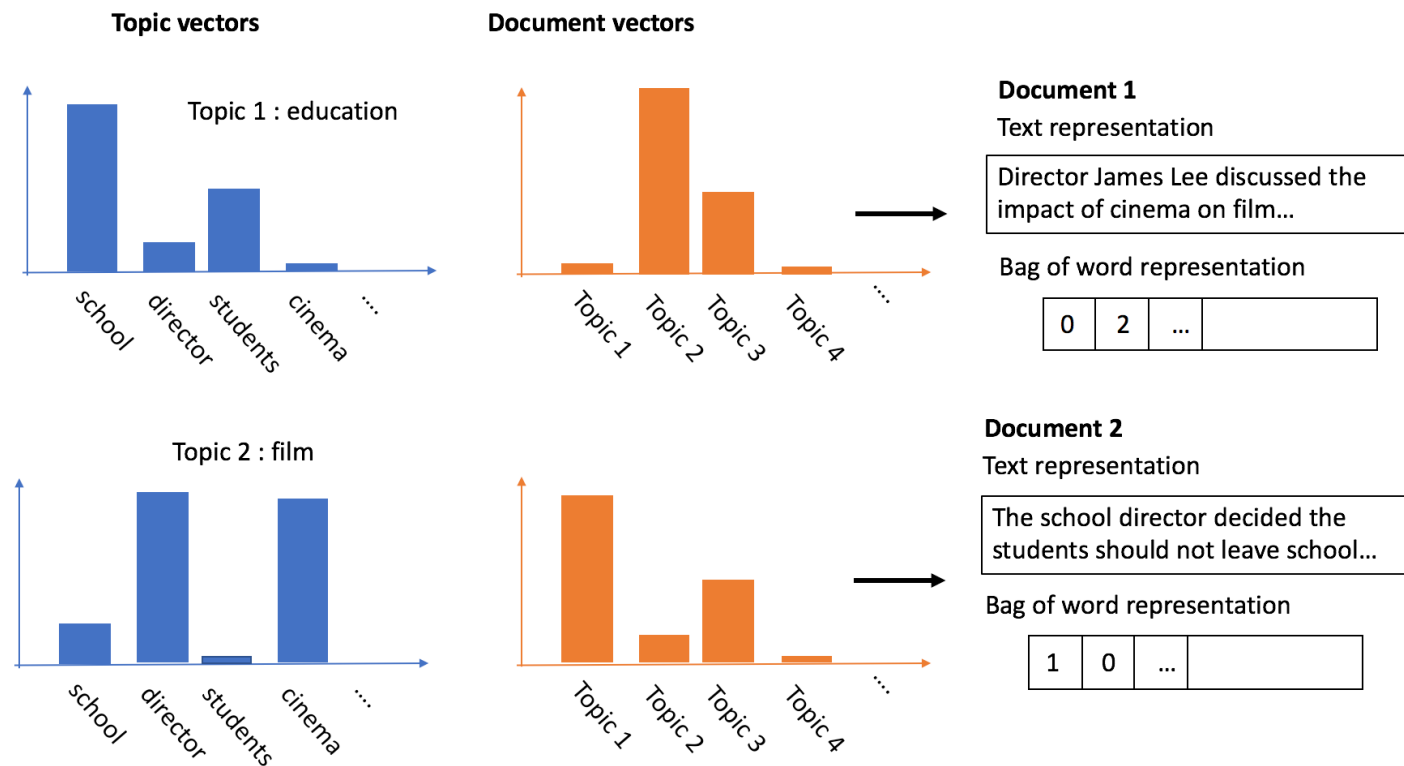 Topic vectors
Document vectors
Topic 1 : education
school
director
students
cinema
....
Topic 1
Topic 2
Topic 3
Topic 4
....
Document 1
Text representation
Director James Lee discussed the
impact of cinema on film...
Bag of word representation
0 2 ...
Topic 2 : film
school
director
students
cinema
....
Topic 1
Topic 2
Topic 3
Topic 4
....
Document 2
Text representation
The school director decided the
students should not leave school...
Bag of word representation
1 0 ...